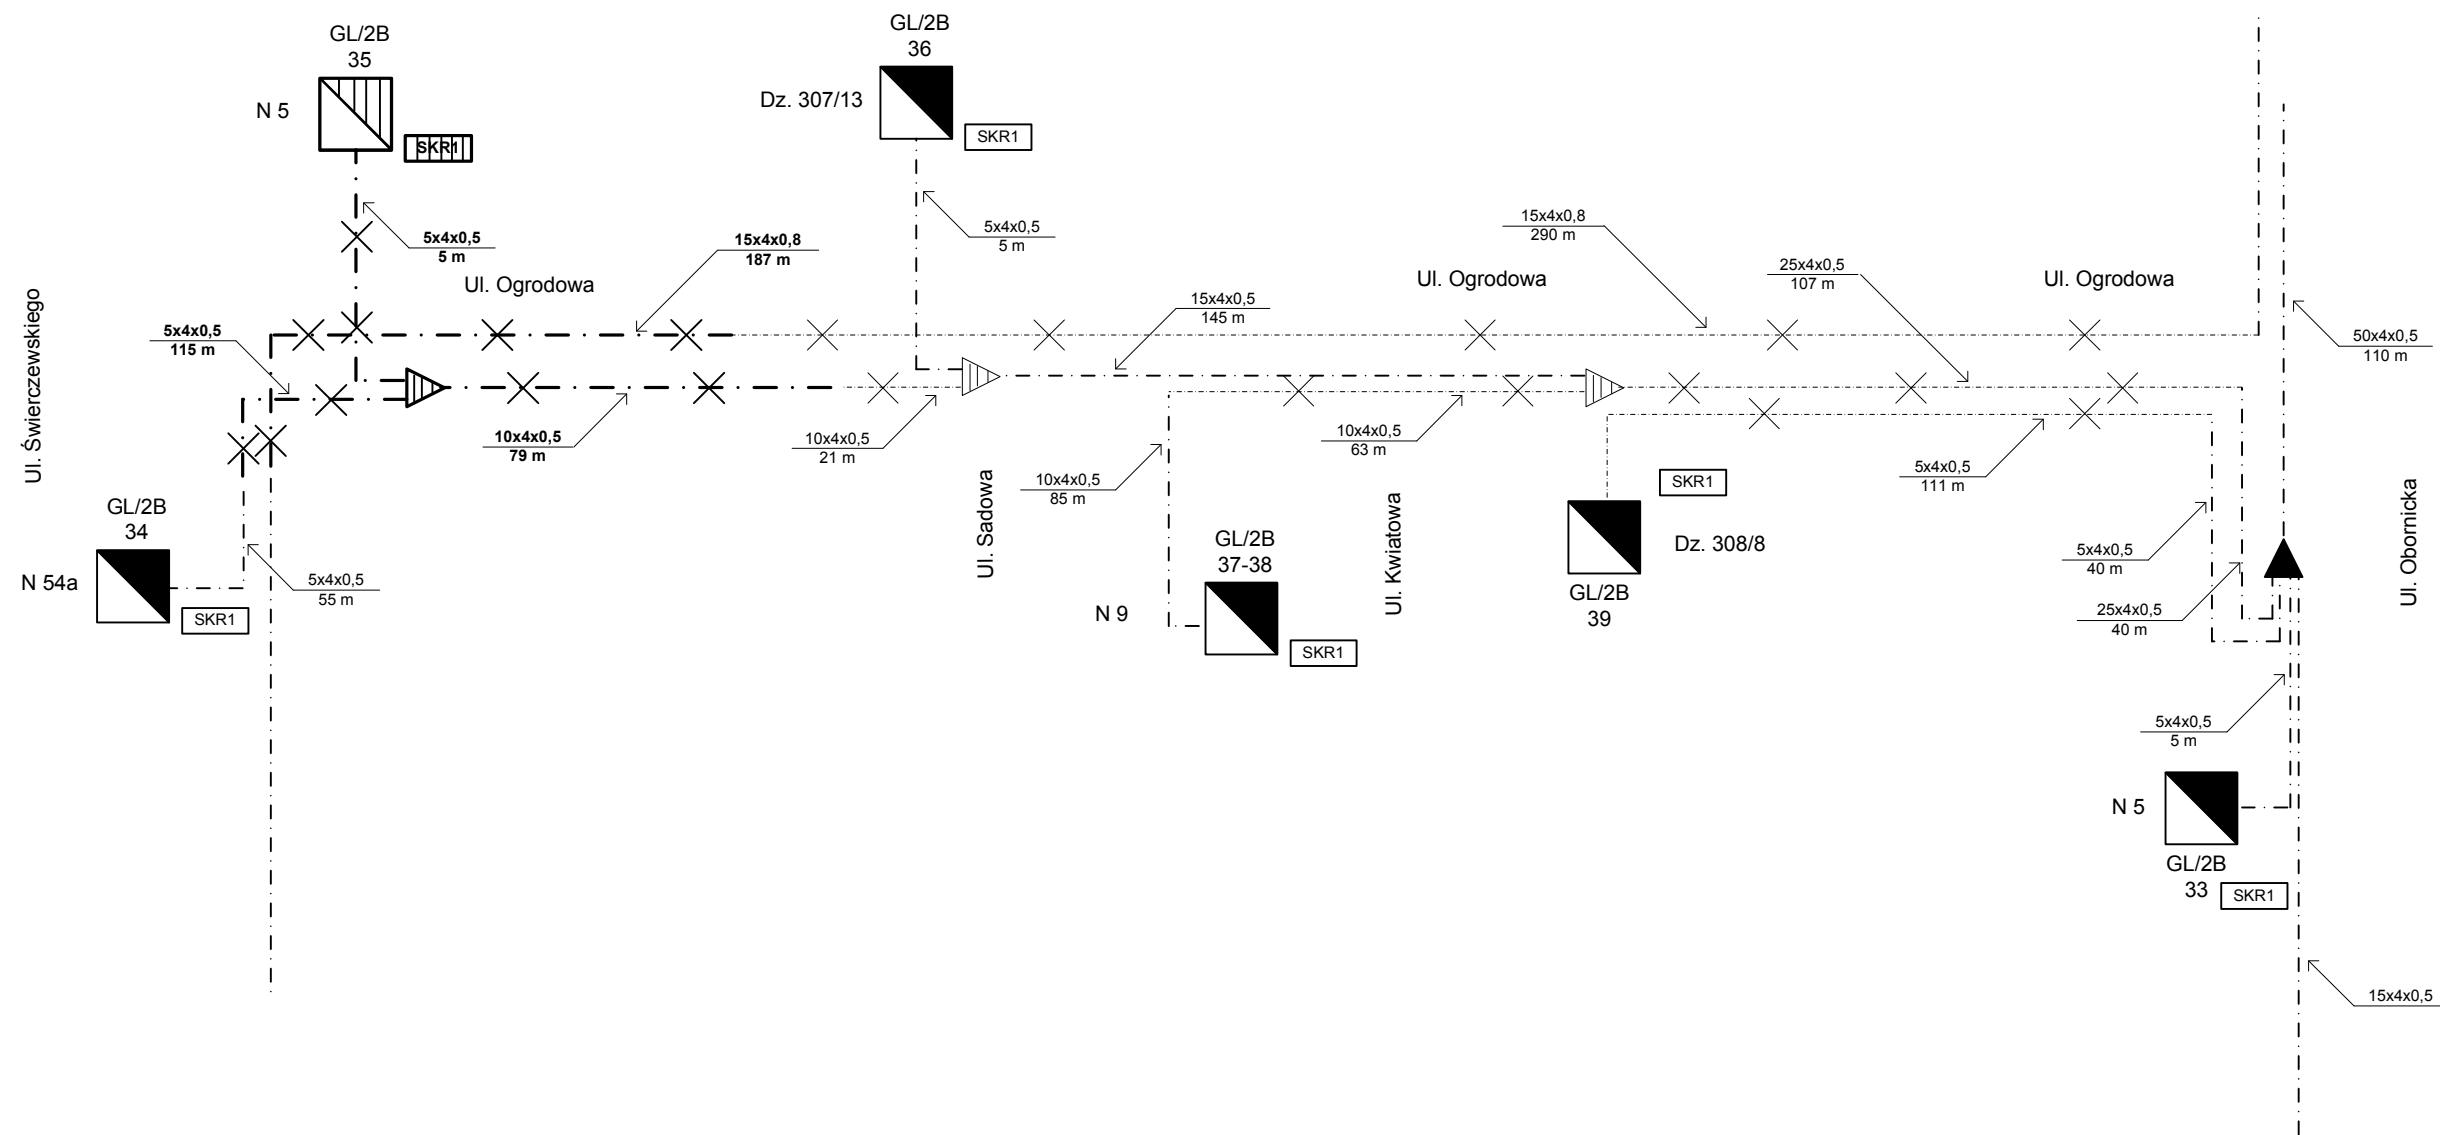 GL/2B
35
N 5
SKR1
5x4x0,5
5 m
15x4x0,8
187 m
Ul. Ogrodowa
Ul. Świerczewskiego
5x4x0,5
115 m
10x4x0,5
79 m
GL/2B
34
N 54a
SKR1
5x4x0,5
55 m
GL/2B
36
Dz. 307/13
SKR1
5x4x0,5
5 m
15x4x0,5
145 m
10x4x0,5
21 m
Ul. Sadowa
10x4x0,5
85 m
GL/2B
37-38
N 9
SKR1
10x4x0,5
63 m
Ul. Kwiatowa
15x4x0,8
290 m
Ul. Ogrodowa
25x4x0,5
107 m
Ul. Ogrodowa
50x4x0,5
110 m
SKR1
Dz. 308/8
GL/2B
39
5x4x0,5
111 m
5x4x0,5
40 m
25x4x0,5
40 m
Ul. Obornicka
5x4x0,5
5 m
N 5
GL/2B
33
SKR1
15x4x0,5